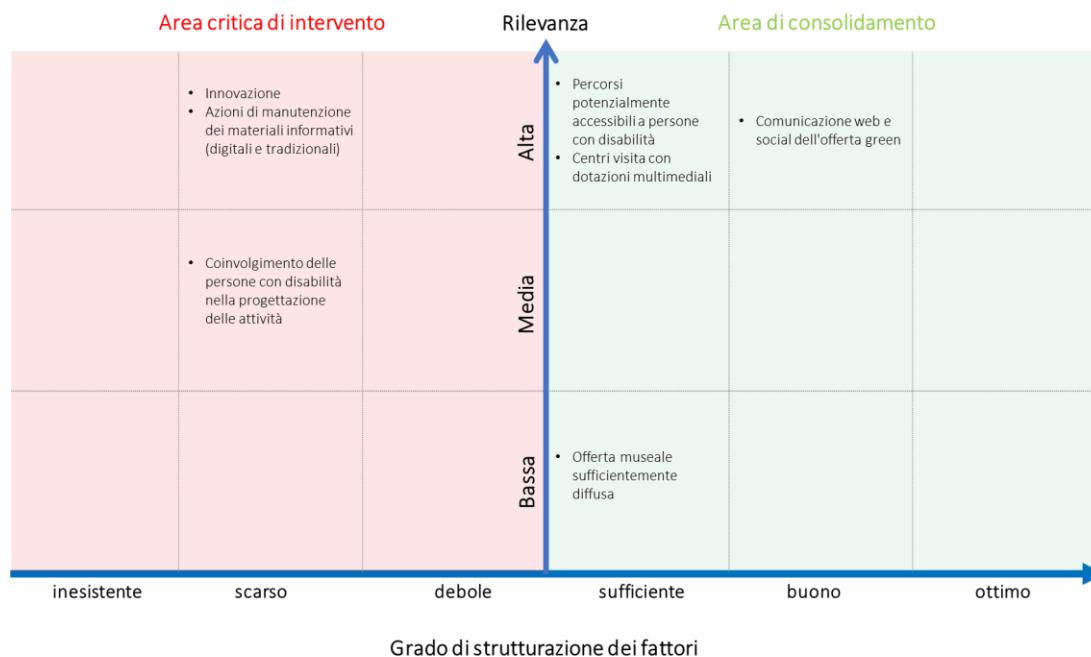 Area critica di intervento
Rilevanza
Area di consolidamento
Alta
• Innovazione
• Azioni di manutenzione
dei materiali informativi
(digitali e tradizionali)
• Percorsi
potenzialmente
accessibili a persone
con disabilità
• Centri visita con
dotazioni multimediali
• Comunicazione web e
social dell'offerta green
Media
• Coinvolgimento delle
persone con disabilità
nella progettazione
delle attività
Bassa
• Offerta museale
sufficientemente
diffusa
inesistente
scarso
debole
sufficiente
buono
ottimo
Grado di strutturazione dei fattori